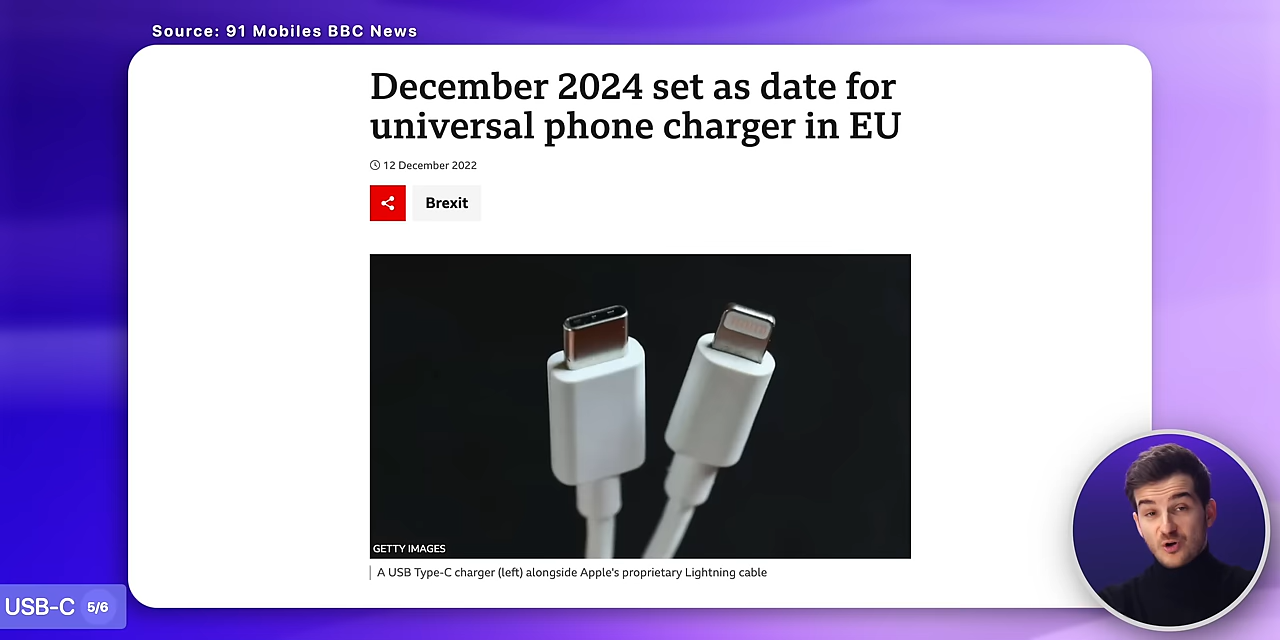 Source: 91 Mobiles BBC News
December 2024 set as date for
universal phone charger in EU
12 December 2022
Brexit
GETTY IMAGES
A USB Type-C charger (left) alongside Apple's proprietary Lightning cable
USB-C 5/6